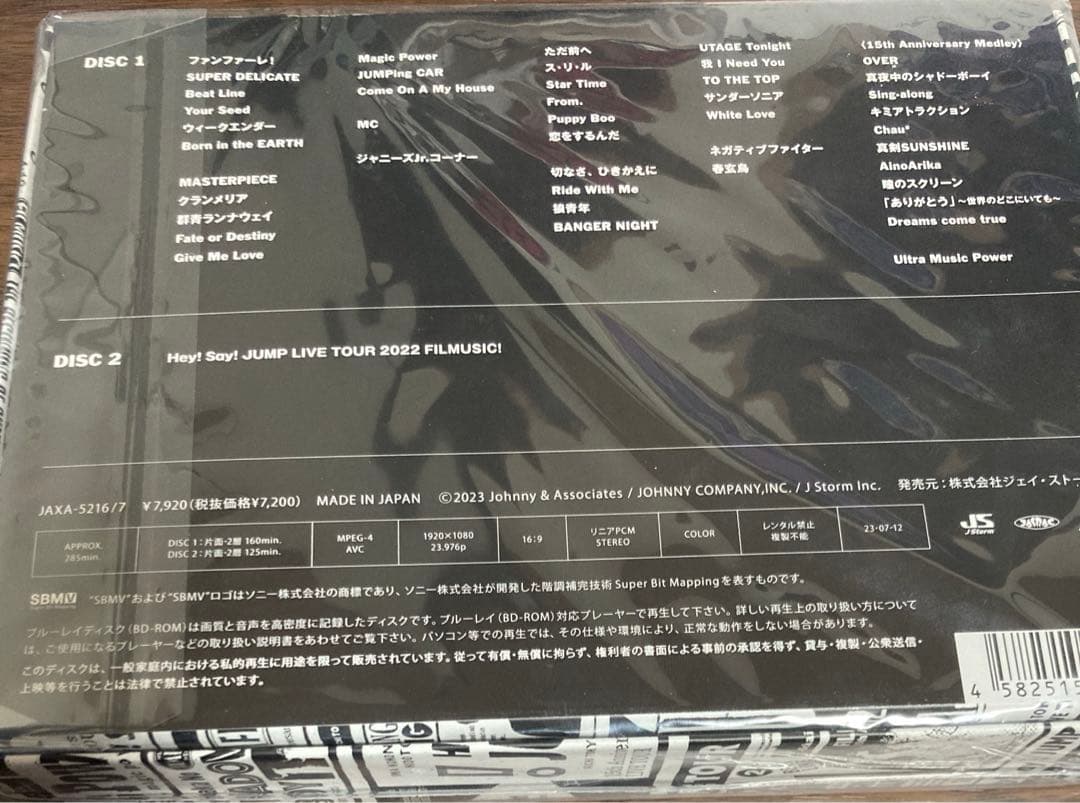 DISC 1
ファンファーレ!
SUPER DELICATE
Beat Line
Your Seed
ウィークエンダー
Born in the EARTH
MASTERPIECE
クランメリア
群青ランナウェイ
Fate or Destiny
Give Me Love
Magic Power
JUMPing CAR
Come On A My House
MC
ジャニーズJr.コーナー
ただ前へ
ス・リ・ル
Star Time
From.
Puppy Boo
恋をするんだ
切なさ、ひきかえに
Ride With Me
狼青年
BANGER NIGHT
UTAGE Tonight
我 I Need You
TO THE TOP
サンダーソニア
White Love
ネガティブファイター
春玄鳥
〈15th Anniversary Medley〉
OVER
真夜中のシャドーボーイ
Sing-along
キミアトラクション
Chau#
真剣SUNSHINE
AinoArika
瞳のスクリーン
「ありがとう」~世界のどこにいても~
Dreams come true
Ultra Music Power
DISC 2
Hey! Say! JUMP LIVE TOUR 2022 FILMUSIC!
JAXA-5216/7 ¥7,920(税抜価格¥7,200) MADE IN JAPAN ©2023 Johnny & Associates / JOHNNY COMPANY,INC. / J Storm Inc. 発売元:株式会社ジェイ・ストー
APPROX.
285min.
DISC 1:片面・2層 160min.
DISC 2:片面・2層 125min.
MPEG-4
AVC
1920×1080
23.976p
16:9
リニアPCM
STEREO
COLOR
レンタル禁止
複製不能
23・07・12
JS
JStorm
SBMV
Super Bit Mapping
"SBMV"および"SBMV"ロゴはソニー株式会社の商標であり、ソニー株式会社が開発した階調補完技術 Super Bit Mappingを表すものです。
ブルーレイディスク(BD-ROM)は画質と音声を高密度に記録したディスクです。ブルーレイ(BD-ROM)対応プレーヤーで再生して下さい。詳しい再生上の取り扱い方について
は、ご使用になるプレーヤーなどの取り扱い説明書をあわせてご覧下さい。パソコン等での再生では、その仕様や環境により、正常な動作をしない場合があります。
このディスクは、一般家庭内における私的再生に用途を限って販売されています。従って有償・無償に拘らず、権利者の書面による事前の承認を得ず、貸与・複製・公衆送信・
上映等を行うことは法律で禁止されています。
4 582515